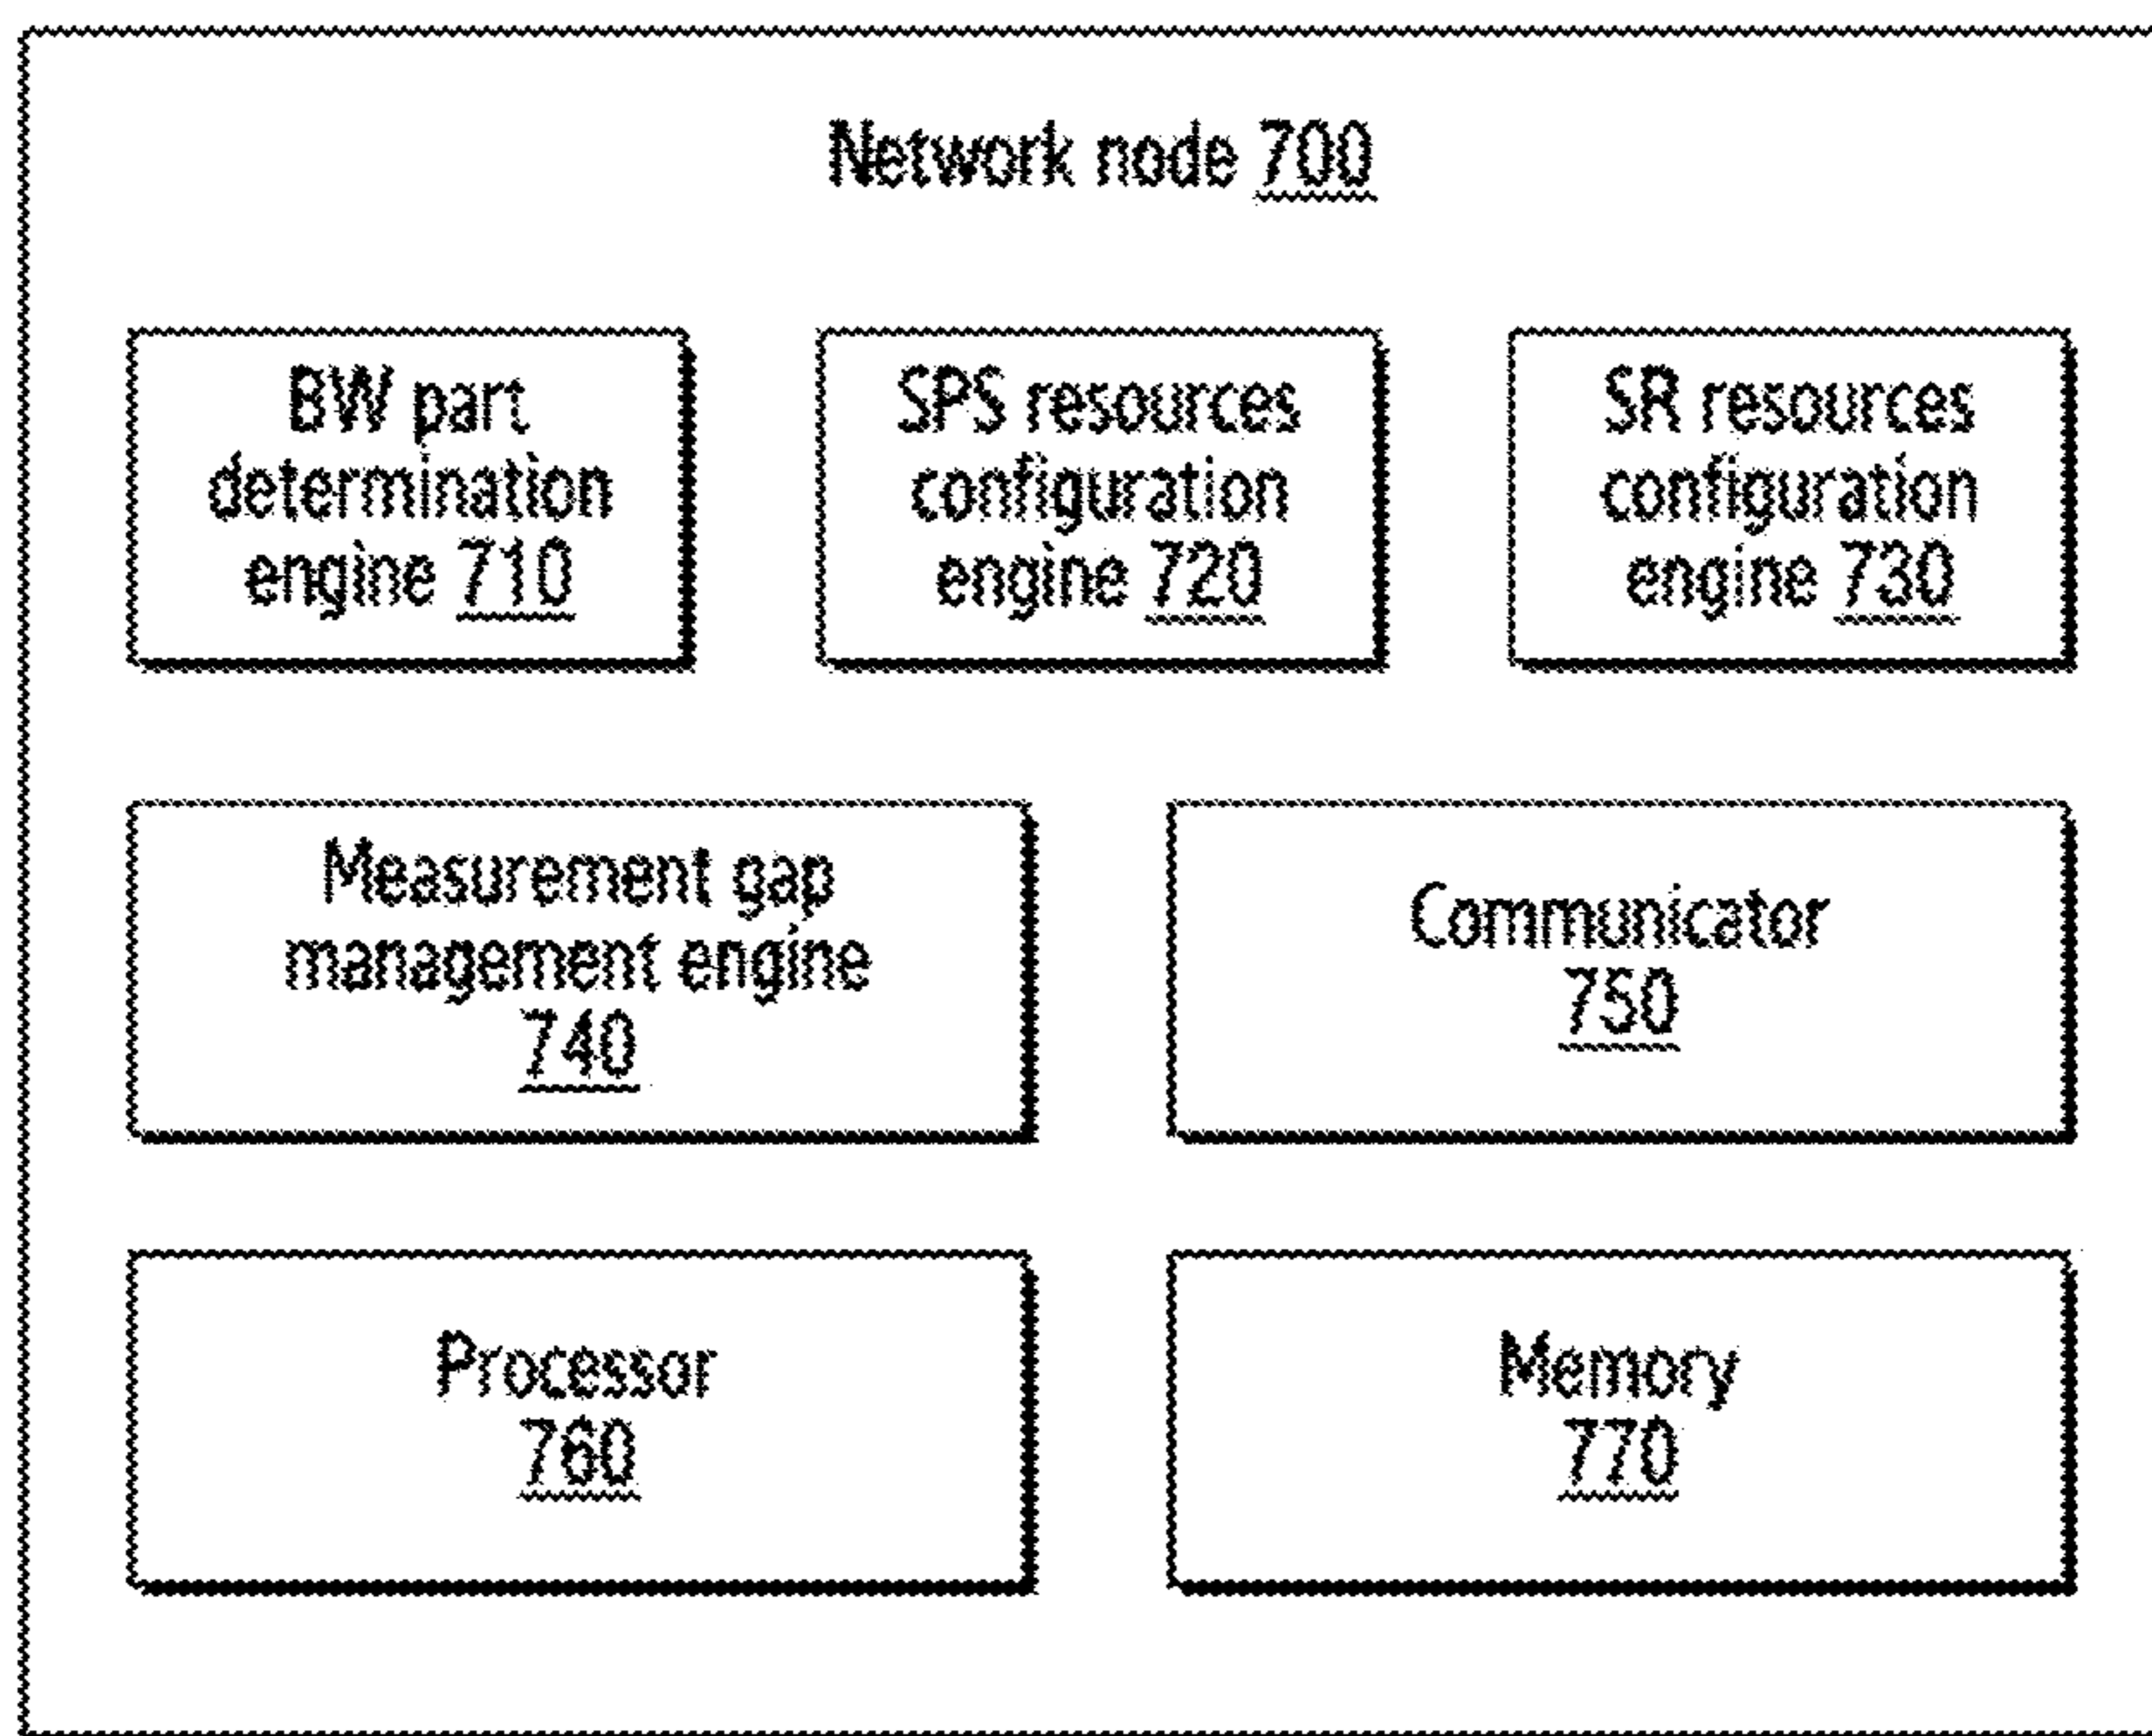 Network node 700
BW part
determination
engine 710
SPS resources
configuration
engine 720
SR resources
configuration
engine 730
Measurement gap
management engine
740
Communicator
750
Processor
760
Memory
770